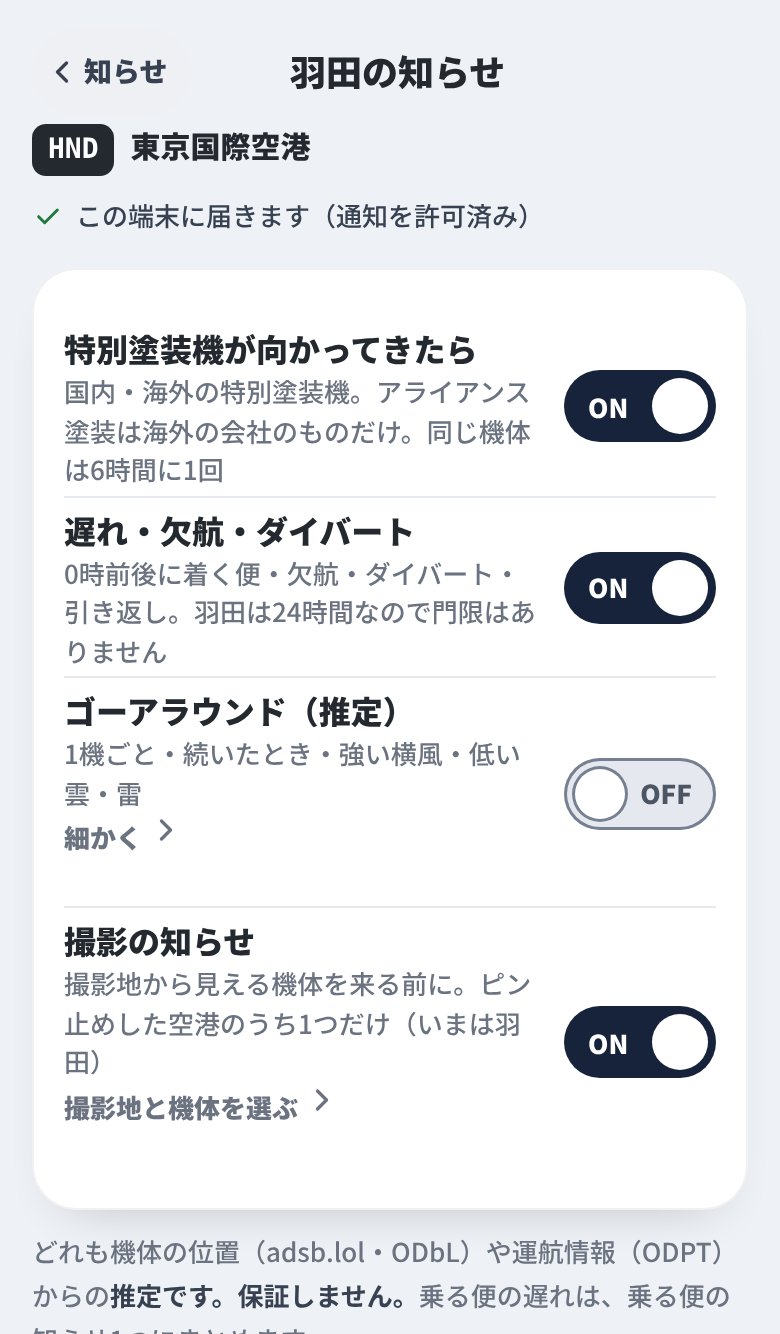 知らせ
羽田の知らせ
HND 東京国際空港
この端末に届きます（通知を許可済み）
特別塗装機が向かってきたら
国内・海外の特別塗装機。アライアンス
塗装は海外の会社のものだけ。同じ機体
は6時間に1回
ON
遅れ・欠航・ダイバート
0時前後に着く便・欠航・ダイバート・
引き返し。羽田は24時間なので門限はあ
りません
ON
ゴーアラウンド（推定）
1機ごと・続いたとき・強い横風・低い
雲・雷
細かく
OFF
撮影の知らせ
撮影地から見える機体を来る前に。ピン
止めした空港のうち1つだけ（いまは羽
田）
撮影地と機体を選ぶ
ON
どれも機体の位置（adsb.lol・ODbL）や運航情報（ODPT）
からの推定です。保証しません。乗る便の遅れは、乗る便の